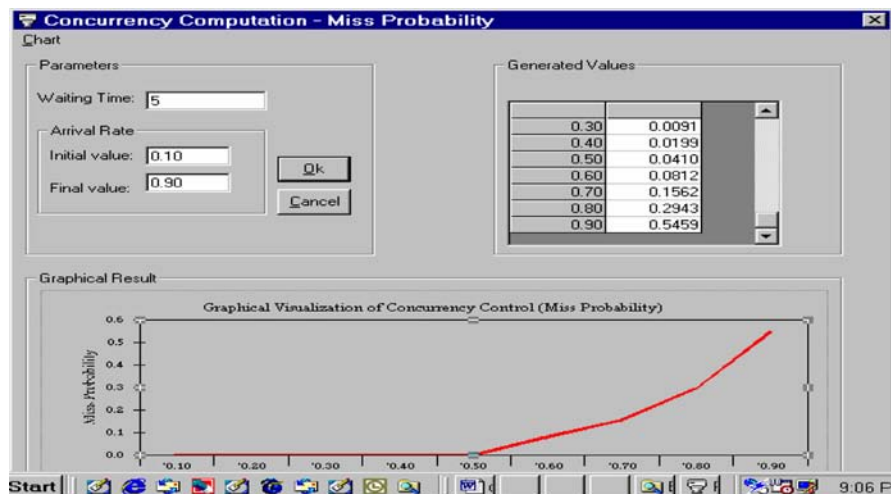 Concurrency Computation - Miss Probability
Chart
Parameters
Waiting Time: 5
Arrival Rate
Initial value: 0.10
Final value: 0.90
Ok
Cancel
Generated Values
0.30 0.0091
0.40 0.0199
0.50 0.0410
0.60 0.0812
0.70 0.1562
0.80 0.2943
0.90 0.5459
Graphical Result
Graphical Visualization of Concurrency Control (Miss Probability)
Miss-Probability
0.6
0.5
0.4
0.3
0.2
0.1
0.0
'0.10 '0.20 '0.30 '0.40 '0.50 '0.60 '0.70 '0.80 '0.90
Start
9:06 P